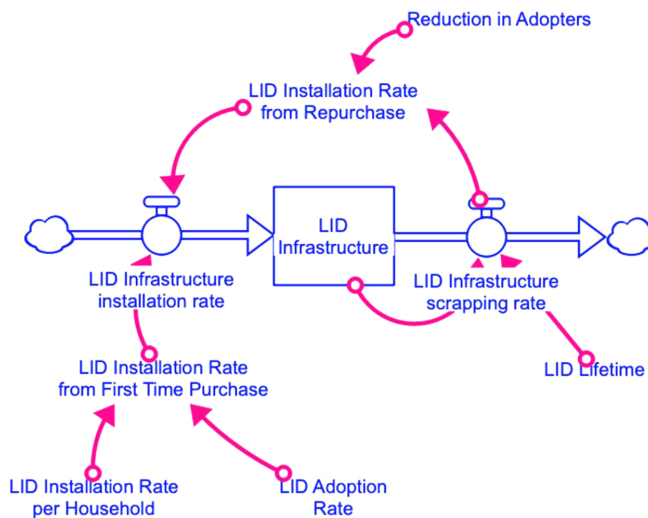 Reduction in Adopters
LID Installation Rate
from Repurchase
LID
Infrastructure
LID Infrastructure
installation rate
LID Infrastructure
scrapping rate
LID Installation Rate
from First Time Purchase
LID Lifetime
LID Installation Rate
per Household
LID Adoption
Rate